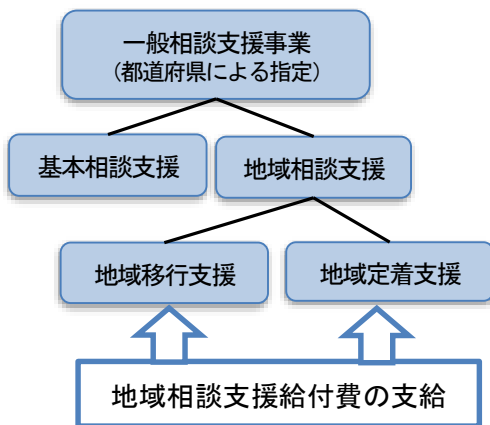 一般相談支援事業
（都道府県による指定）
基本相談支援
地域相談支援
地域移行支援
地域定着支援
地域相談支援給付費の支給